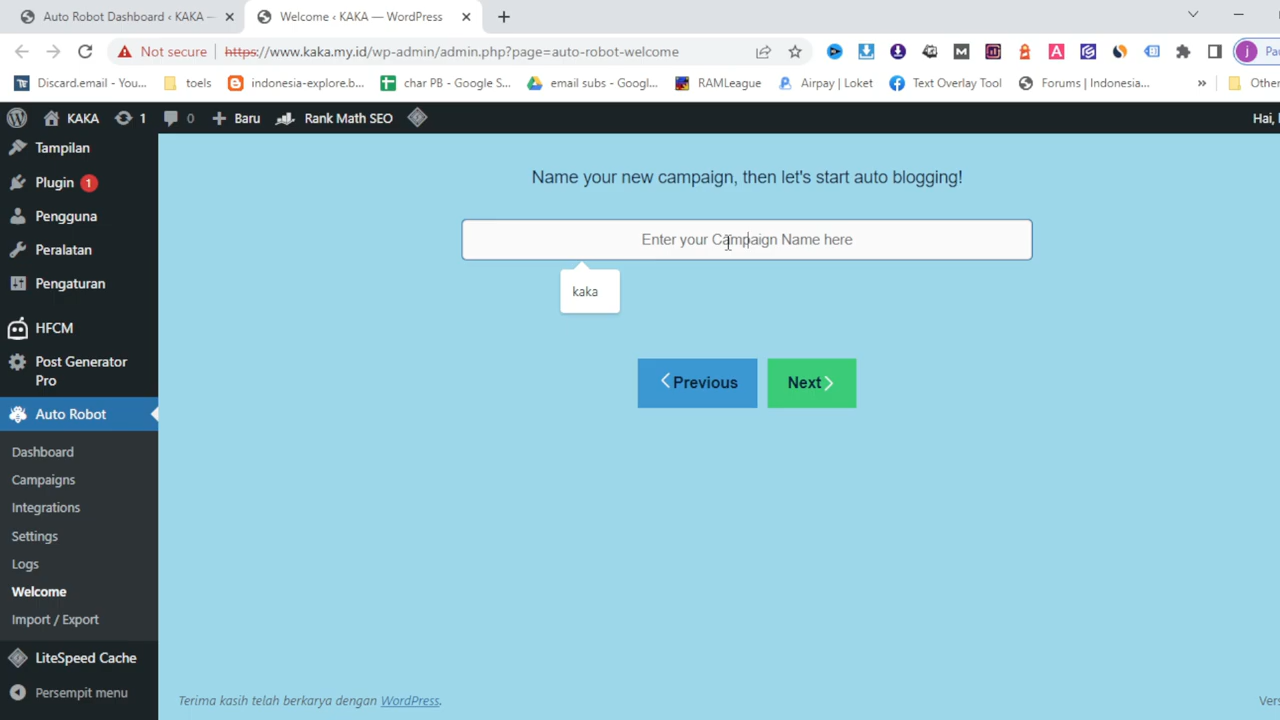 Auto Robot Dashboard ‹ KAKA —
Welcome ‹ KAKA — WordPress
Not secure
https://www.kaka.my.id/wp-admin/admin.php?page=auto-robot-welcome
Discard.email - You...
toels
indonesia-explore.b...
char PB - Google S...
email subs - Googl...
RAMLeague
Airpay | Loket
Text Overlay Tool
Forums | Indonesia...
»
Other
KAKA
1
0
Baru
Rank Math SEO
Hai,
Tampilan
Plugin 1
Pengguna
Peralatan
Pengaturan
HFCM
Post Generator
Pro
Auto Robot
Dashboard
Campaigns
Integrations
Settings
Logs
Welcome
Import / Export
LiteSpeed Cache
Persempit menu
Name your new campaign, then let's start auto blogging!
Enter your Campaign Name here
kaka
Previous
Next
Terima kasih telah berkarya dengan WordPress.